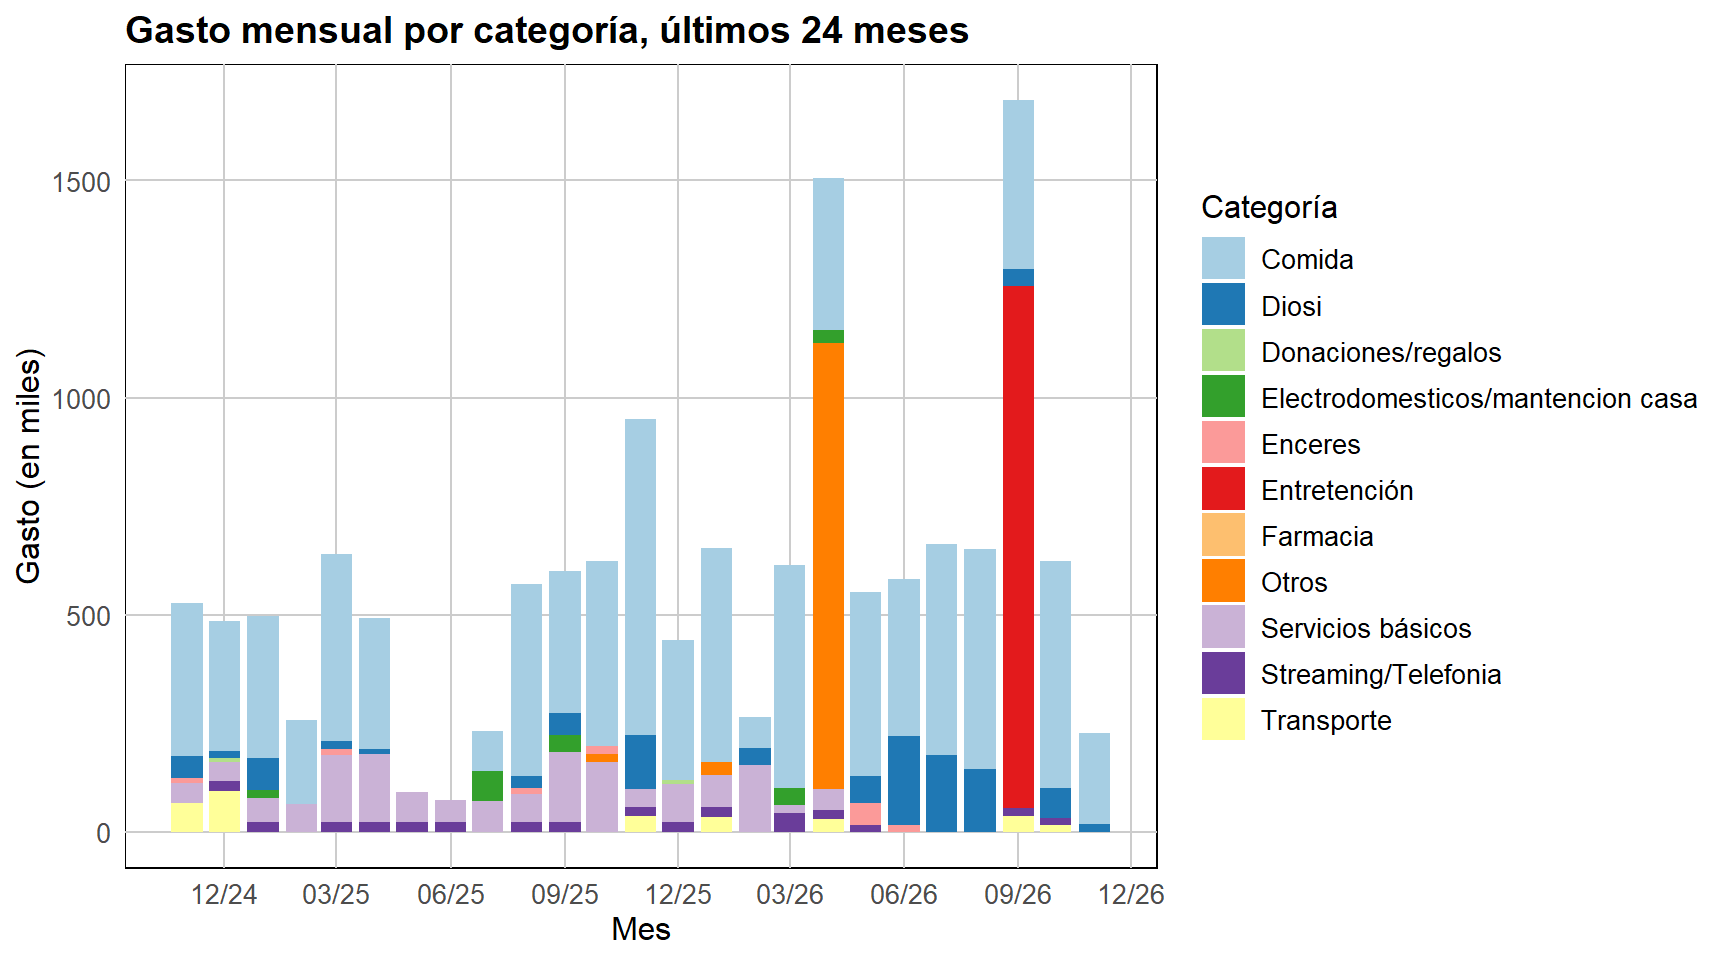 Gasto mensual por categoría, últimos 24 meses
Gasto (en miles)
1500
1000
500
0
12/24
03/25
06/25
09/25
12/25
03/26
06/26
09/26
12/26
Mes
Categoría
Comida
Diosi
Donaciones/regalos
Electrodomesticos/mantencion casa
Enceres
Entretención
Farmacia
Otros
Servicios básicos
Streaming/Telefonia
Transporte